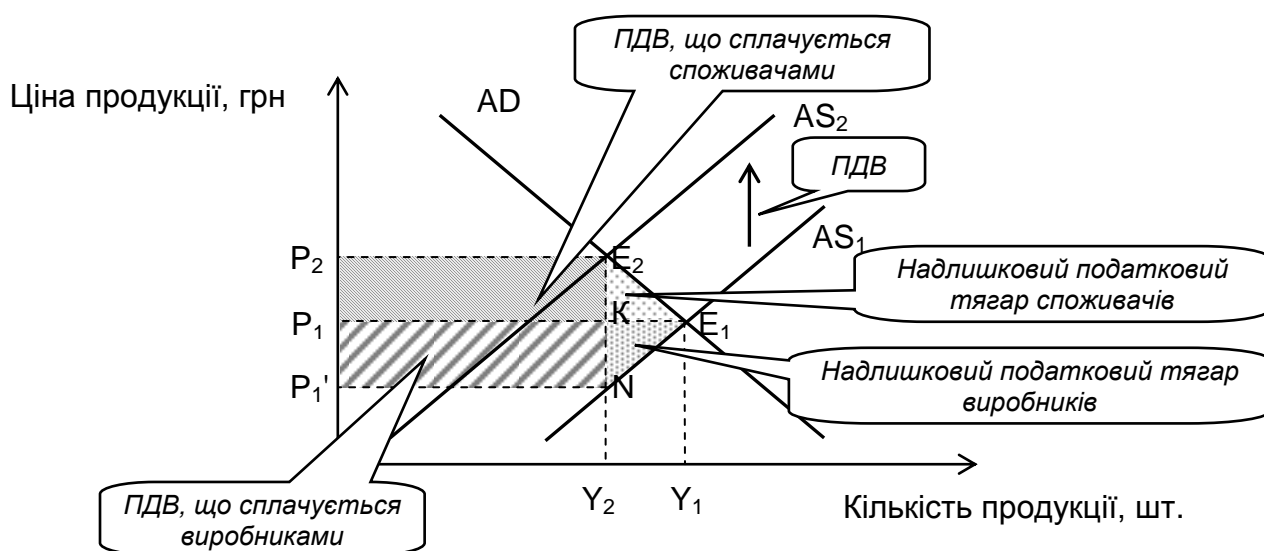 ПДВ, що сплачується
споживачами
Ціна продукції, грн
AD
AS₂
ПДВ
AS₁
P₂
E₂
Надлишковий податковий
тягар споживачів
P₁
К
E₁
Надлишковий податковий тягар
виробників
P₁'
N
ПДВ, що сплачується
виробниками
Y₂
Y₁
Кількість продукції, шт.